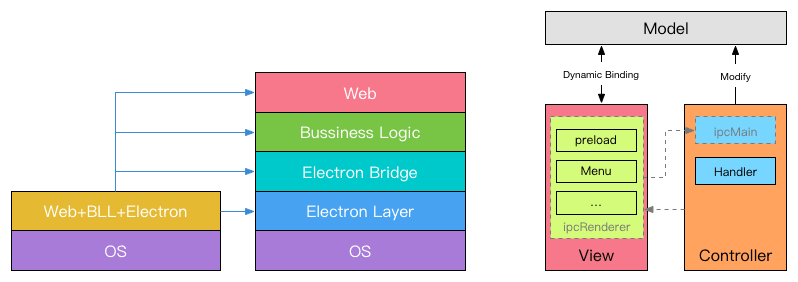 Web+BLL+Electron
OS
Web
Bussiness Logic
Electron Bridge
Electron Layer
OS
Model
Dynamic Binding
Modify
preload
Menu
...
ipcRenderer
View
ipcMain
Handler
Controller